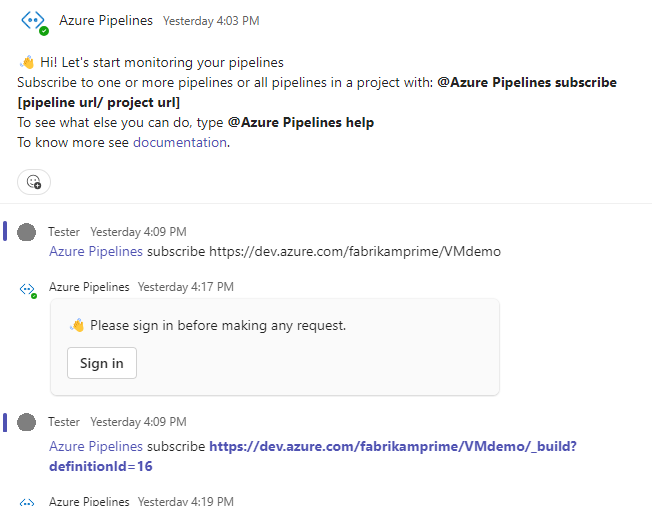 Azure Pipelines Yesterday 4:03 PM
👋 Hi! Let's start monitoring your pipelines
Subscribe to one or more pipelines or all pipelines in a project with: @Azure Pipelines subscribe
[pipeline url/ project url]
To see what else you can do, type @Azure Pipelines help
To know more see documentation.
Tester Yesterday 4:09 PM
Azure Pipelines subscribe https://dev.azure.com/fabrikamprime/VMdemo
Azure Pipelines Yesterday 4:17 PM
👋 Please sign in before making any request.
Sign in
Tester Yesterday 4:09 PM
Azure Pipelines subscribe https://dev.azure.com/fabrikamprime/VMdemo/_build?
definitionId=16
Azure Pipelines Yesterday 4:19 PM